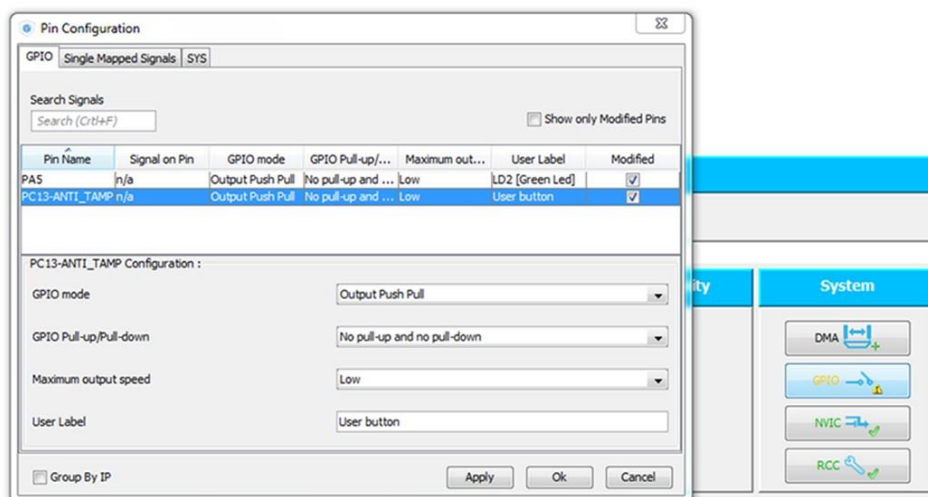 Pin Configuration
GPIO Single Mapped Signals SYS
Search Signals
Search (Crtl+F)
Show only Modified Pins
Pin Name Signal on Pin GPIO mode GPIO Pull-up/... Maximum out... User Label Modified
PA5 n/a Output Push Pull No pull-up and ... Low LD2 [Green Led]
PC13-ANTI_TAMP n/a Output Push Pull No pull-up and ... Low User button
PC13-ANTI_TAMP Configuration :
GPIO mode Output Push Pull
GPIO Pull-up/Pull-down No pull-up and no pull-down
Maximum output speed Low
User Label User button
Group By IP Apply Ok Cancel
ity System
DMA
GPIO
NVIC
RCC